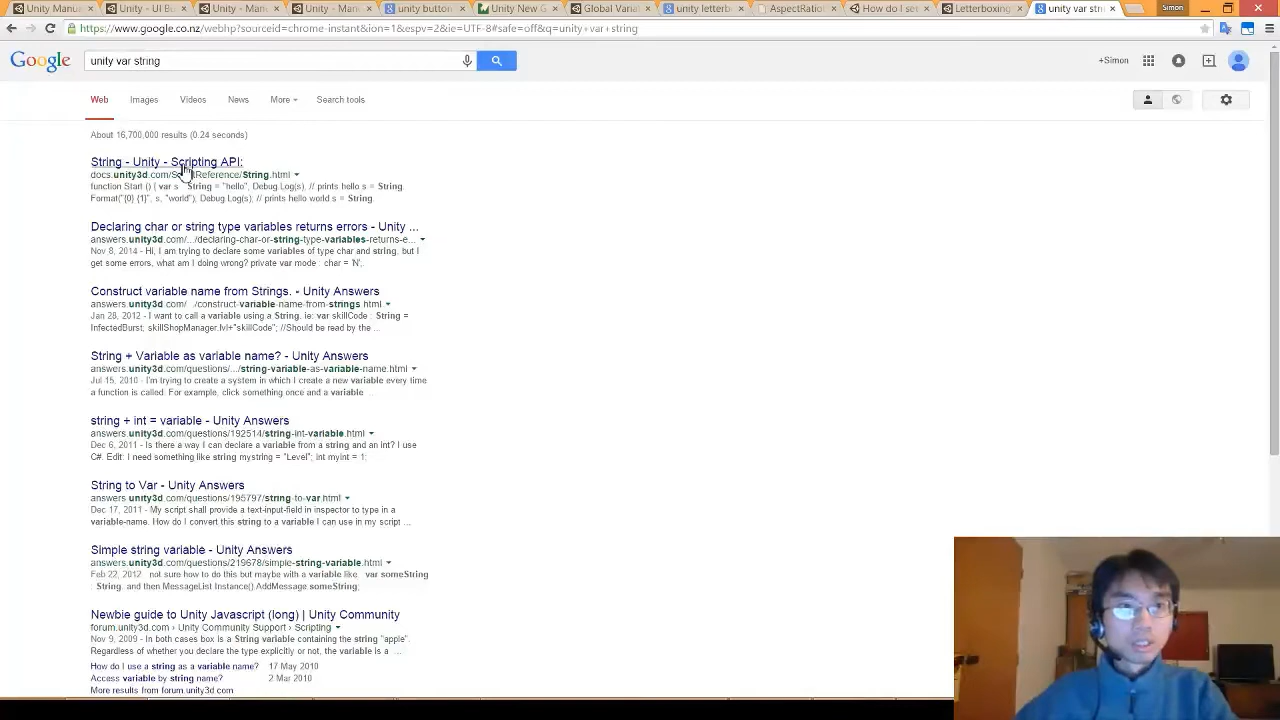 Unity Manu
Unity - UI Bu
Unity - Man
Unity - Man
unity button
Unity New G
Global Varia
unity letterb
AspectRatio
How do I set
Letterboxing
unity var stri
Simon
https://www.google.co.nz/webhp?sourceid=chrome-instant&ion=1&espv=2&ie=UTF-8#safe=off&q=unity+var+string
Google
unity var string
+Simon
Web
Images
Videos
News
More
Search tools
About 16,700,000 results (0.24 seconds)
String - Unity - Scripting API:
docs.unity3d.com/ScriptReference/String.html
function Start () { var s String = "hello", Debug Log(s), // prints hello s = String.
Format("{0} {1}", s, "world"), Debug Log(s); // prints hello world s = String.
Declaring char or string type variables returns errors - Unity ...
answers.unity3d.com/.../declaring-char-or-string-type-variables-returns-e...
Nov 8, 2014 - Hi, I am trying to declare some variables of type char and string, but I
get some errors, what am I doing wrong? private var mode : char = 'N',
Construct variable name from Strings. - Unity Answers
answers.unity3d.com/.../construct-variable-name-from-strings.html
Jan 28, 2012 - I want to call a variable using a String. ie: var skillCode : String =
InfectedBurst; skillShopManager.lvl+"skillCode"; //Should be read by the ...
String + Variable as variable name? - Unity Answers
answers.unity3d.com/questions/.../string-variable-as-variable-name.html
Jul 15, 2010 - I'm trying to create a system in which I create a new variable every time
a function is called. For example, click something once and a variable ...
string + int = variable - Unity Answers
answers.unity3d.com/questions/192514/string-int-variable.html
Dec 6, 2011 - Is there a way I can declare a variable from a string and an int? I use
C#. Edit: I need something like string mystring = "Level"; int myint = 1;
String to Var - Unity Answers
answers.unity3d.com/questions/195797/string-to-var.html
Dec 17, 2011 - My script shall provide a text-input-field in inspector to type in a
variable-name. How do I convert this string to a variable I can use in my script ...
Simple string variable - Unity Answers
answers.unity3d.com/questions/219678/simple-string-variable.html
Feb 22, 2012 not sure how to do this but maybe with a variable like var someString
String. and then MessageList Instance() AddMessage someString;
Newbie guide to Unity Javascript (long) | Unity Community
forum.unity3d.com › Unity Community Support › Scripting
Nov 9, 2009 - In both cases box is a String variable containing the string "apple".
Regardless of whether you declare the type explicitly or not, the variable is a ...
How do I use a string as a variable name? 17 May 2010
Access variable by string name? 2 Mar 2010
More results from forum.unity3d.com